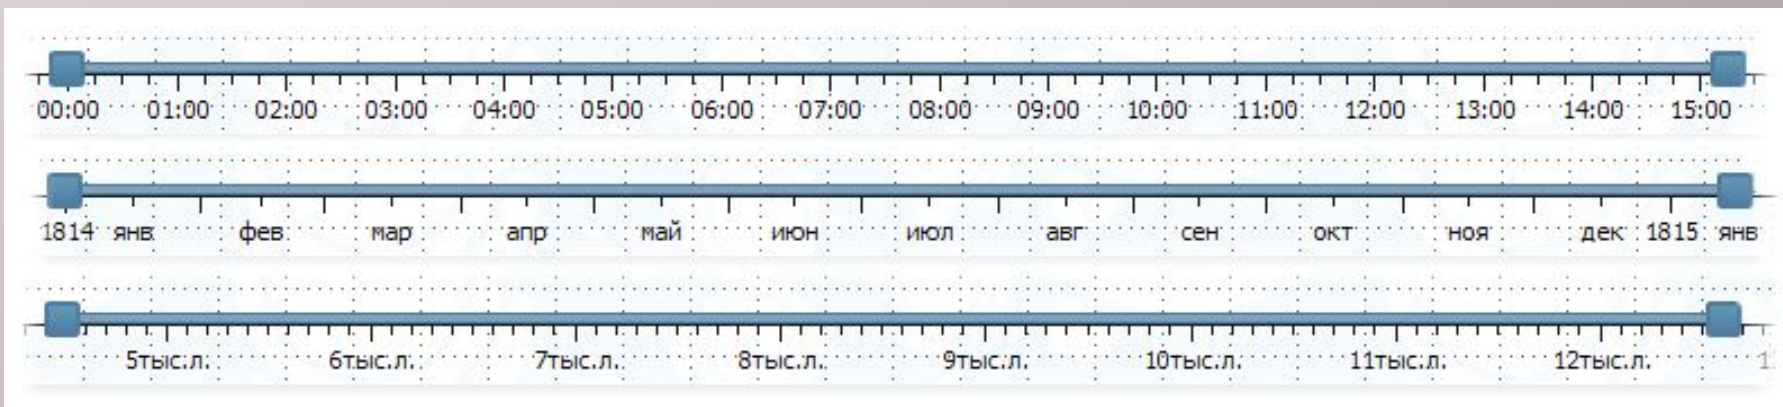 00:00 01:00 02:00 03:00 04:00 05:00 06:00 07:00 08:00 09:00 10:00 11:00 12:00 13:00 14:00 15:00
1814 янв фев мар апр май июн июл авг сен окт ноя дек 1815 янв
5тыс.л. 6тыс.л. 7тыс.л. 8тыс.л. 9тыс.л. 10тыс.л. 11тыс.л. 12тыс.л.